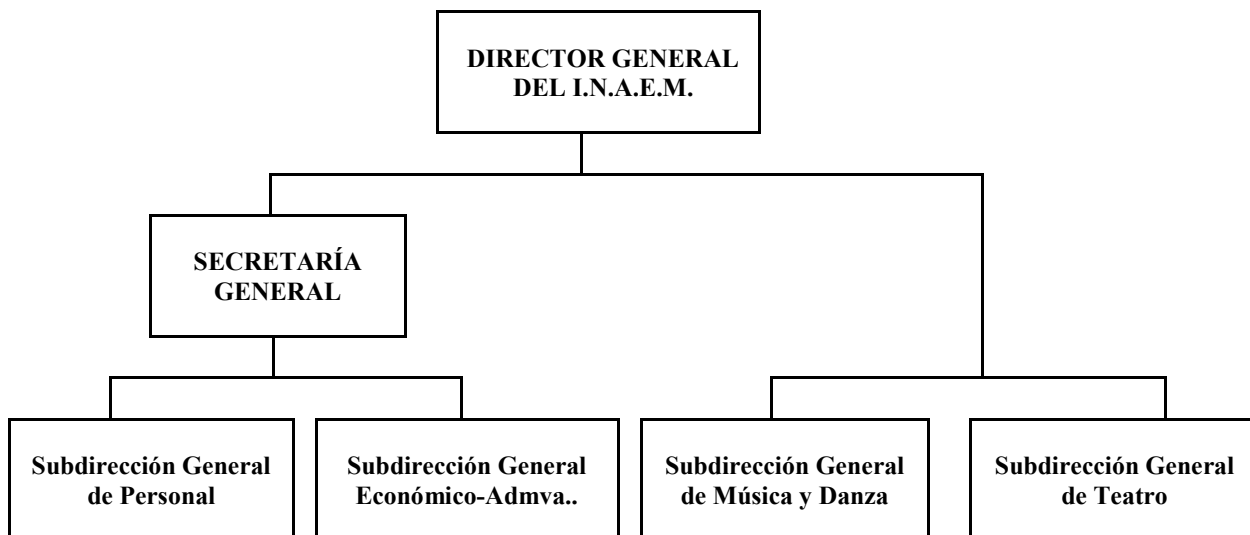 DIRECTOR GENERAL
DEL I.N.A.E.M.
SECRETARÍA
GENERAL
Subdirección General
de Personal
Subdirección General
Económico-Admva..
Subdirección General
de Música y Danza
Subdirección General
de Teatro